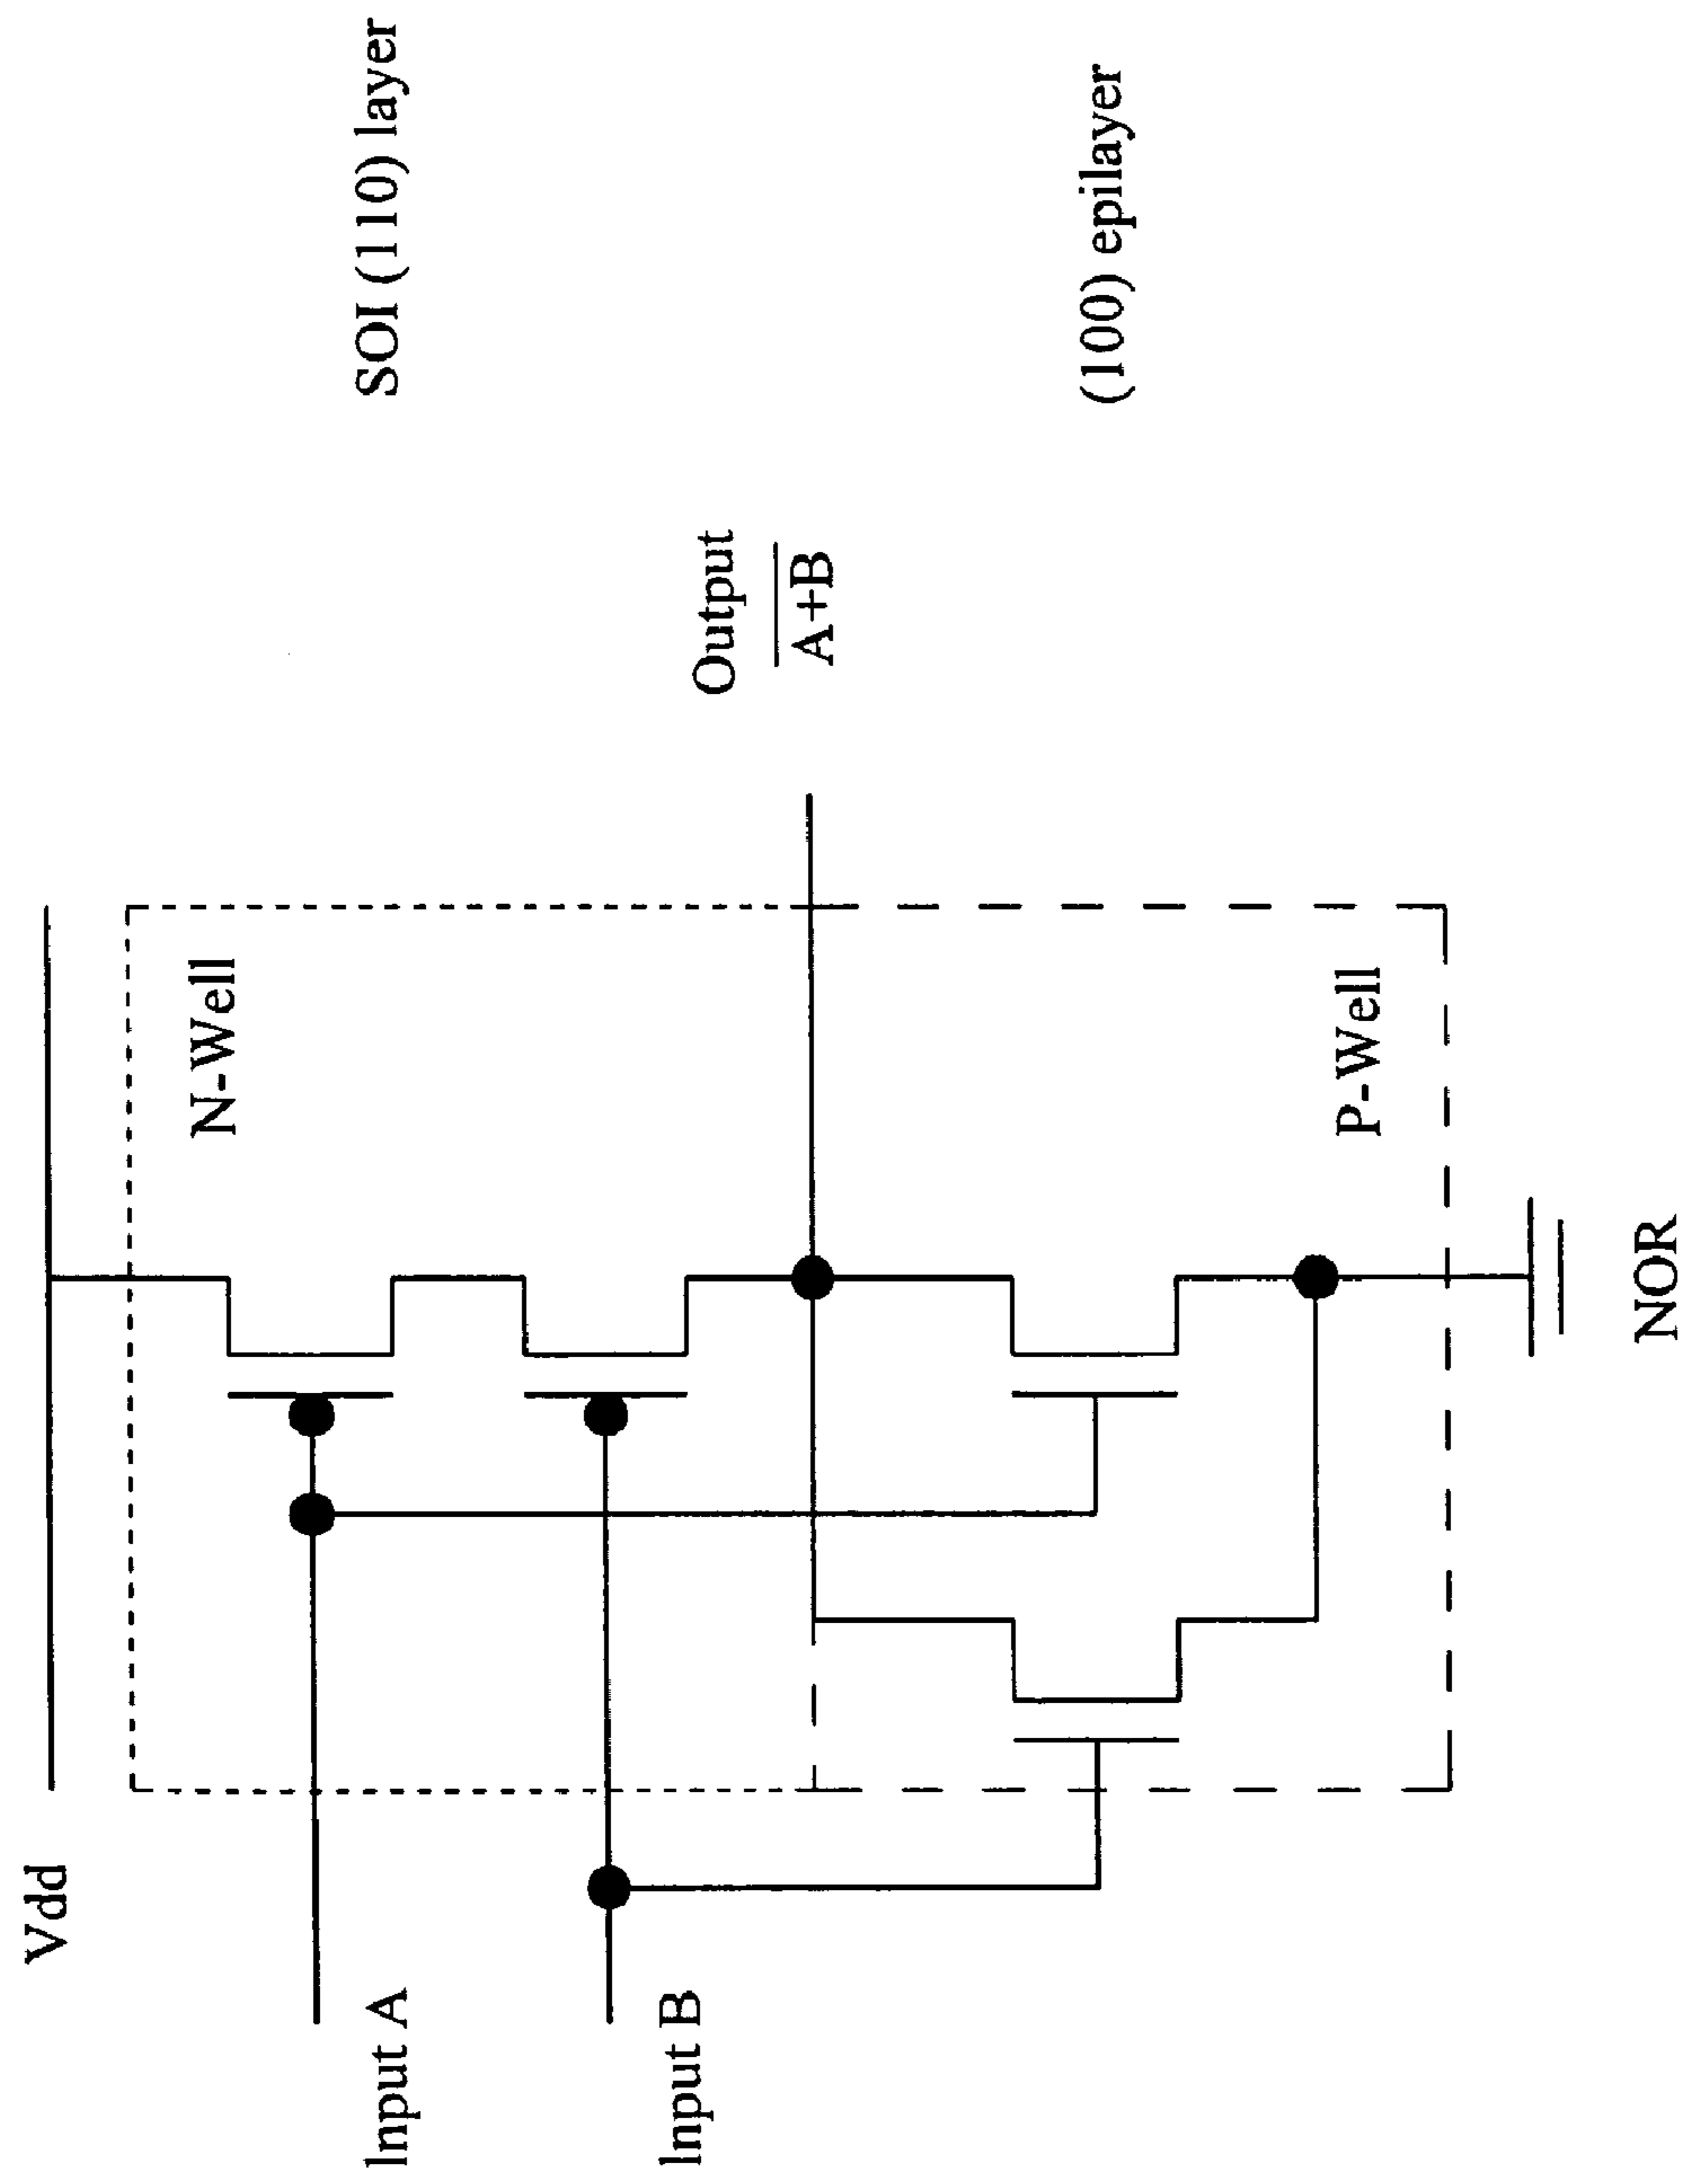 Vdd
N-Well
SOI (110) layer
Input A
Input B
Output
A+B
(100) epilayer
P-Well
NOR